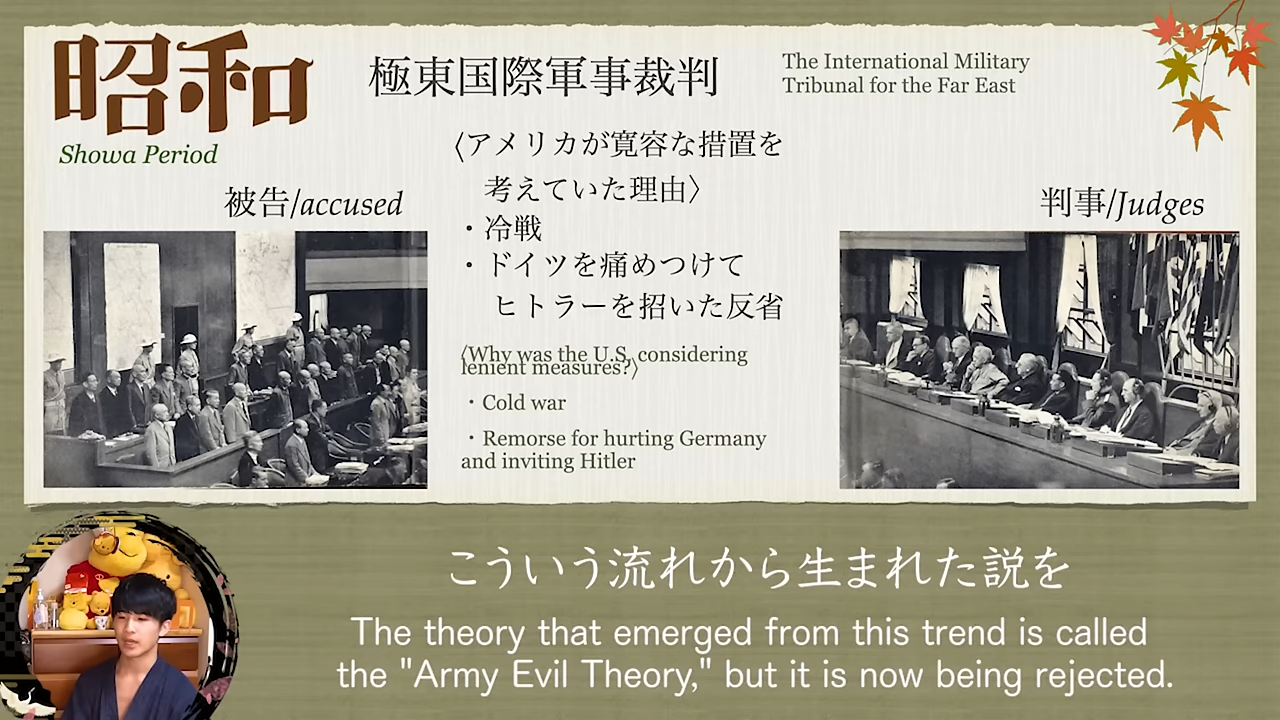 昭和
Showa Period
極東国際軍事裁判
The International Military
Tribunal for the Far East
〈アメリカが寛容な措置を
考えていた理由〉
・冷戦
・ドイツを痛めつけて
ヒトラーを招いた反省
〈Why was the U.S. considering
lenient measures?〉
・Cold war
・Remorse for hurting Germany
and inviting Hitler
被告/accused
判事/Judges
こういう流れから生まれた説を
The theory that emerged from this trend is called
the "Army Evil Theory," but it is now being rejected.